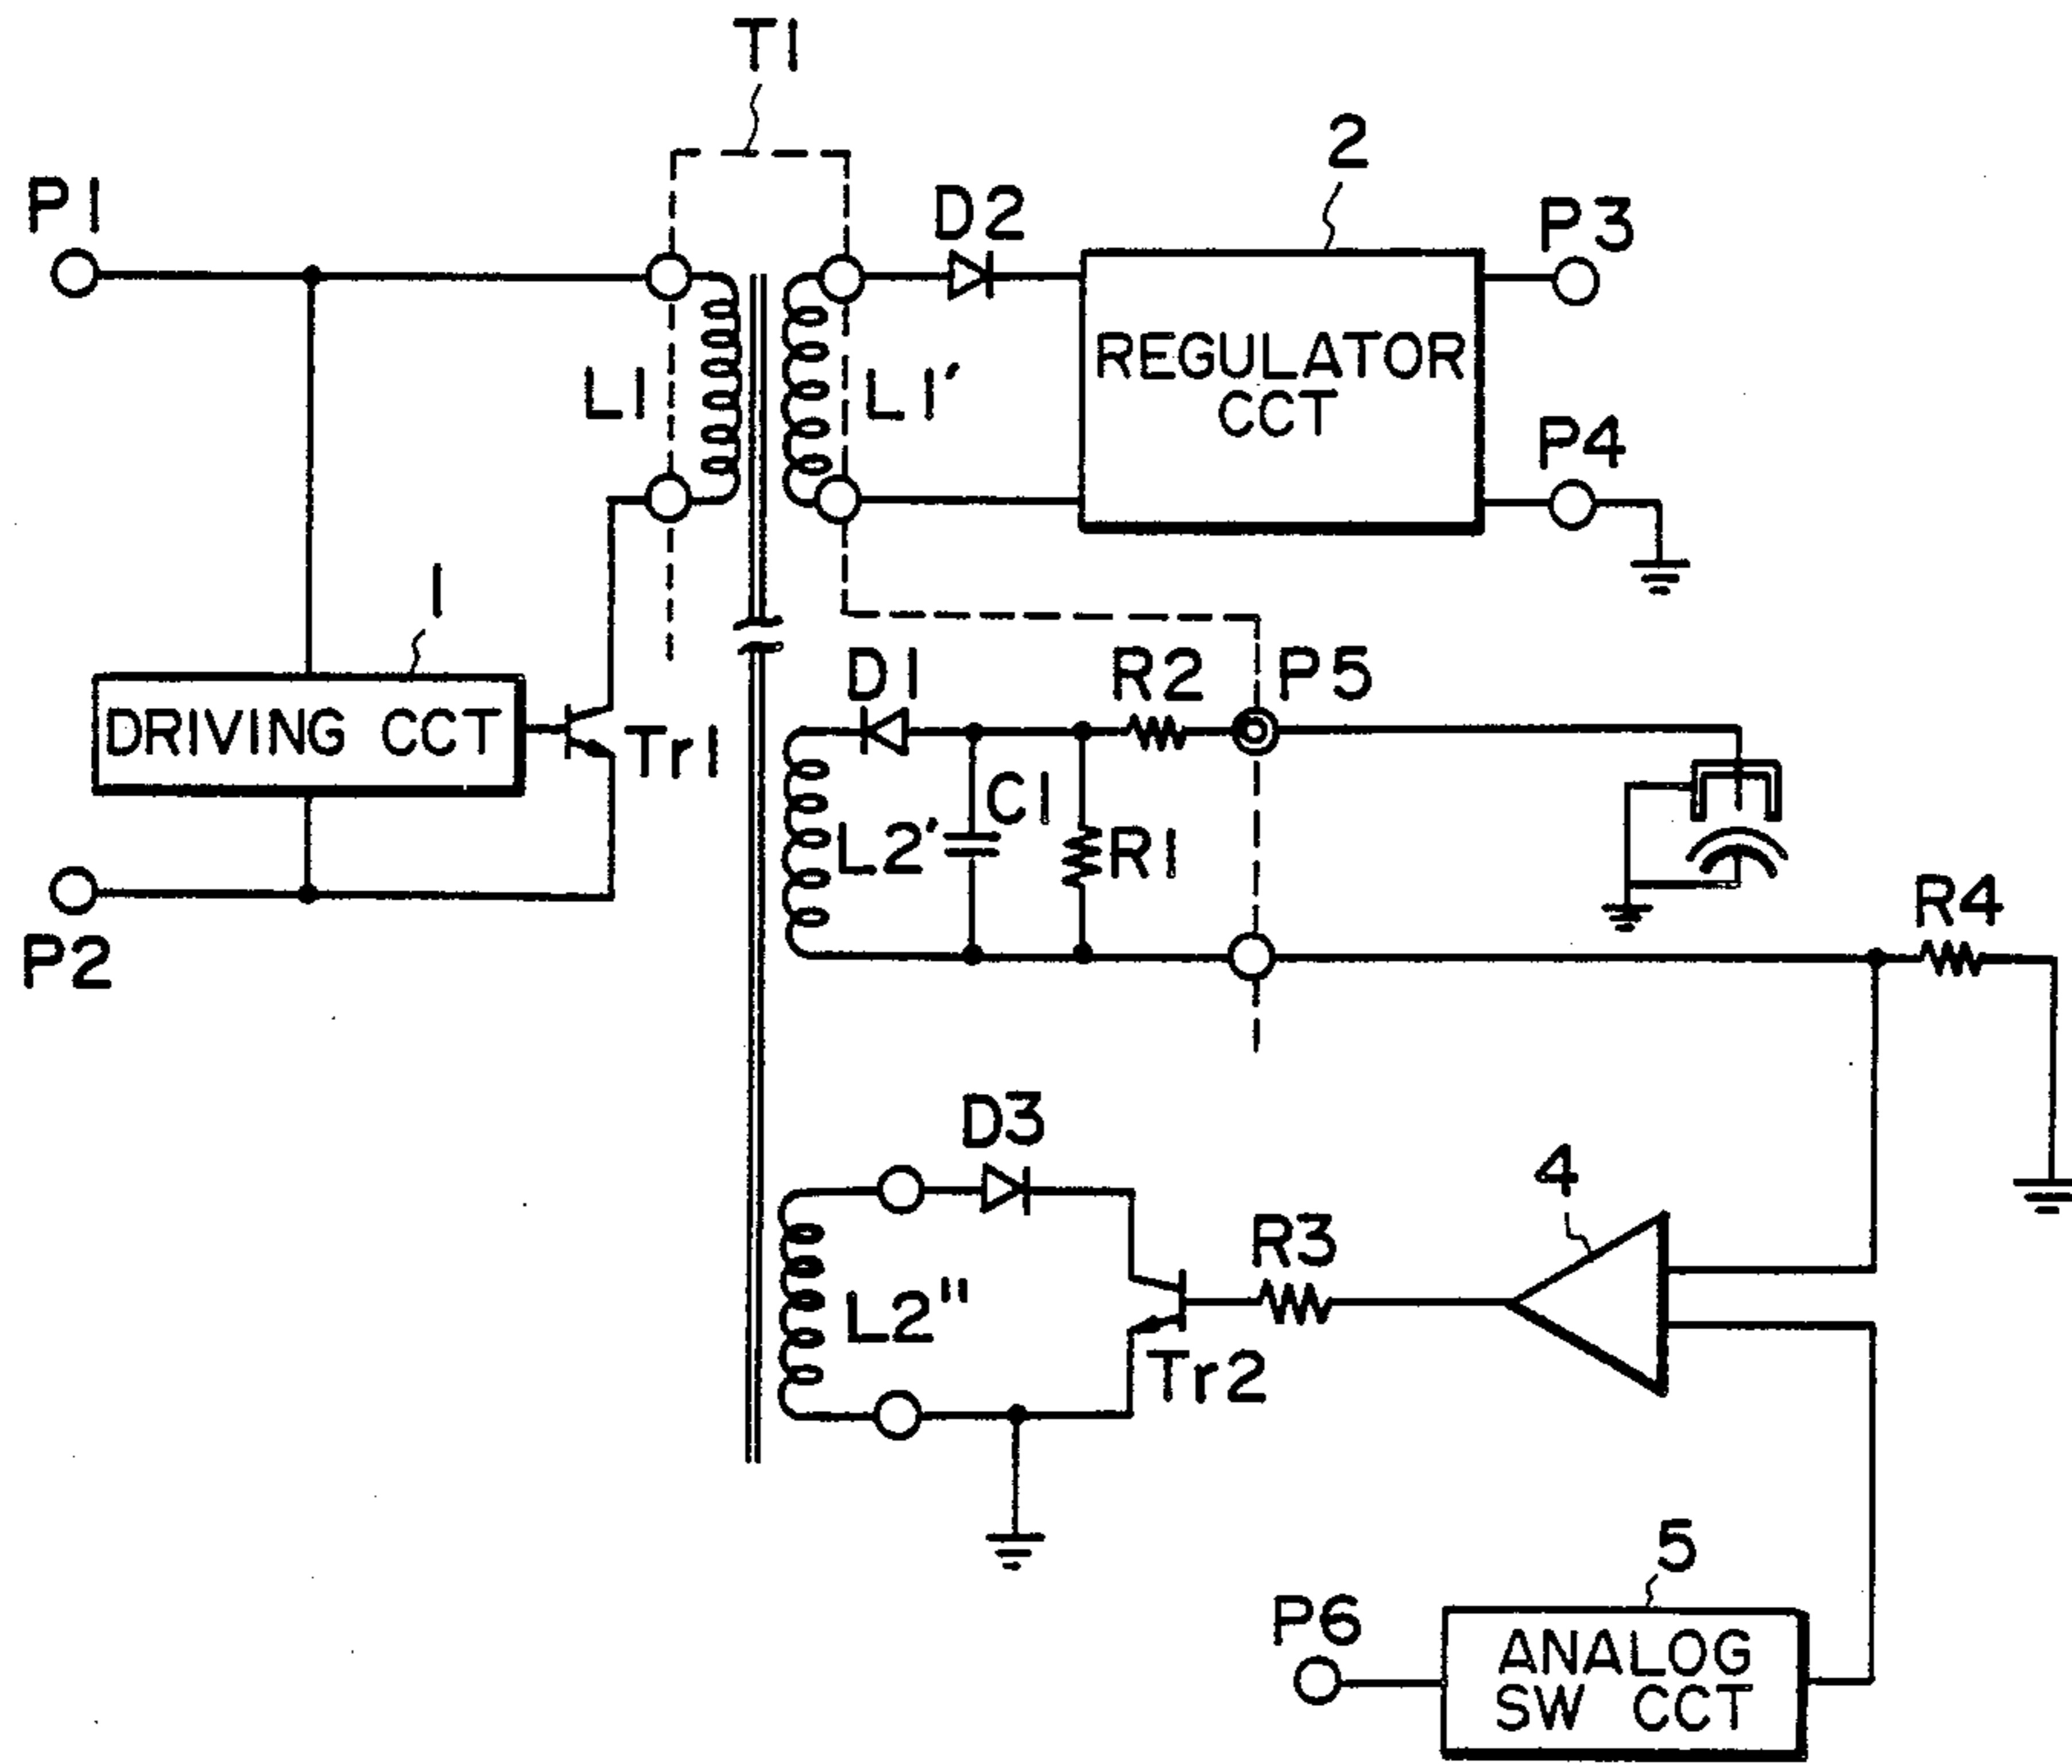 T1
P1
D2
2
P3
L1
L1'
REGULATOR
CCT
P4
1
DRIVING CCT
Tr1
P2
D1
R2
P5
L2'
C1
R1
R4
D3
L2"
Tr2
R3
4
5
P6
ANALOG
SW CCT